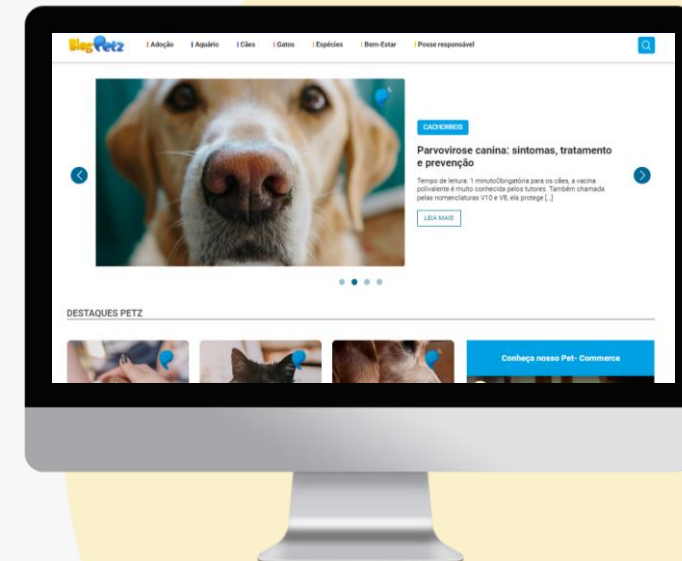 Blog Petz
Adoção
Aquário
Cães
Gatos
Espécies
Bem-Estar
Posse responsável
CACHORROS
Parvovirose canina: sintomas, tratamento
e prevenção
Tempo de leitura: 1 minutoObrigatória para os cães, a vacina
polivalente é muito conhecida pelos tutores. Também chamada
pelas nomenclaturas V10 e V8, ela protege [...]
LEIA MAIS
DESTAQUES PETZ
Conheça nosso Pet- Commerce